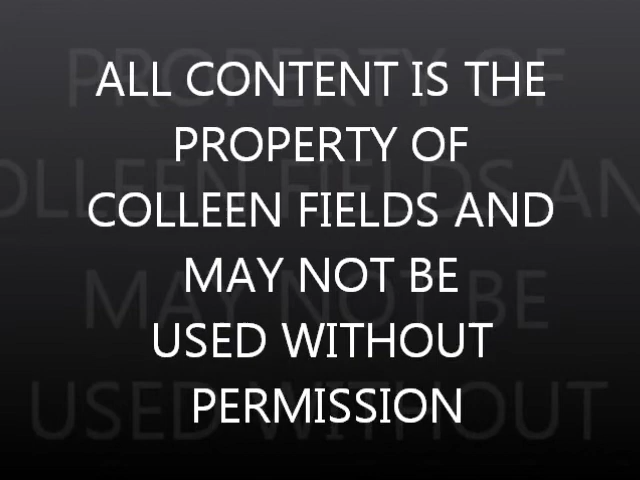 ALL CONTENT IS THE
PROPERTY OF
COLLEEN FIELDS AND
MAY NOT BE
USED WITHOUT
PERMISSION